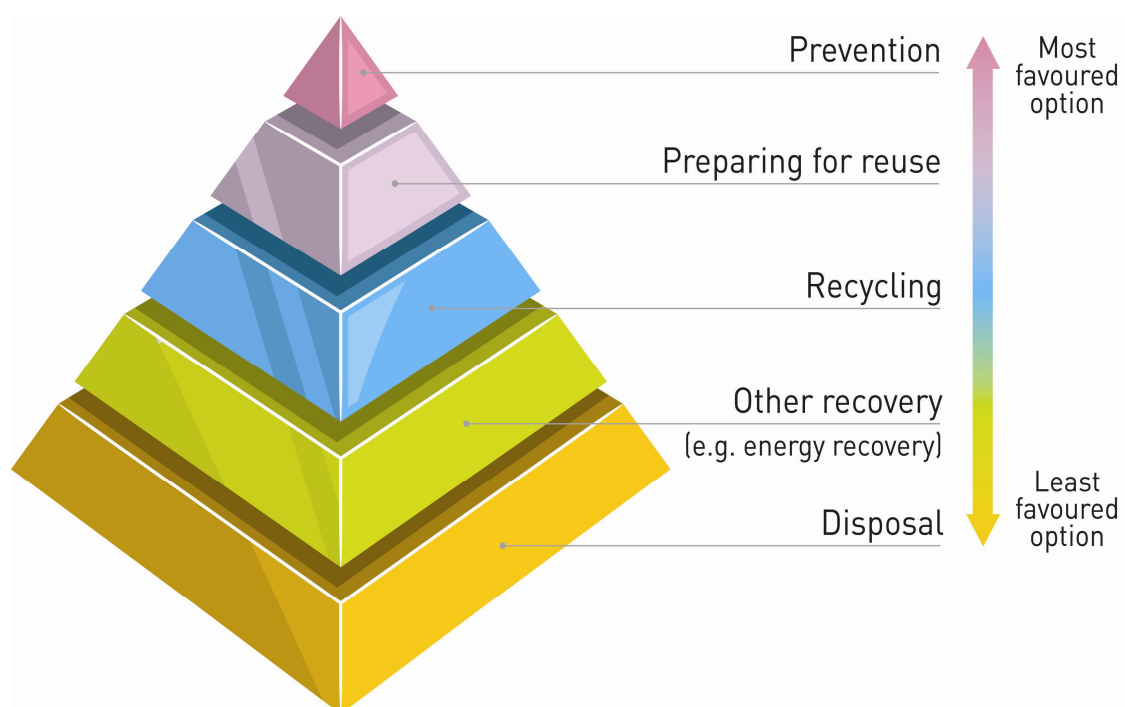 Prevention
Most
favoured
option
Preparing for reuse
Recycling
Other recovery
(e.g. energy recovery)
Least
favoured
option
Disposal